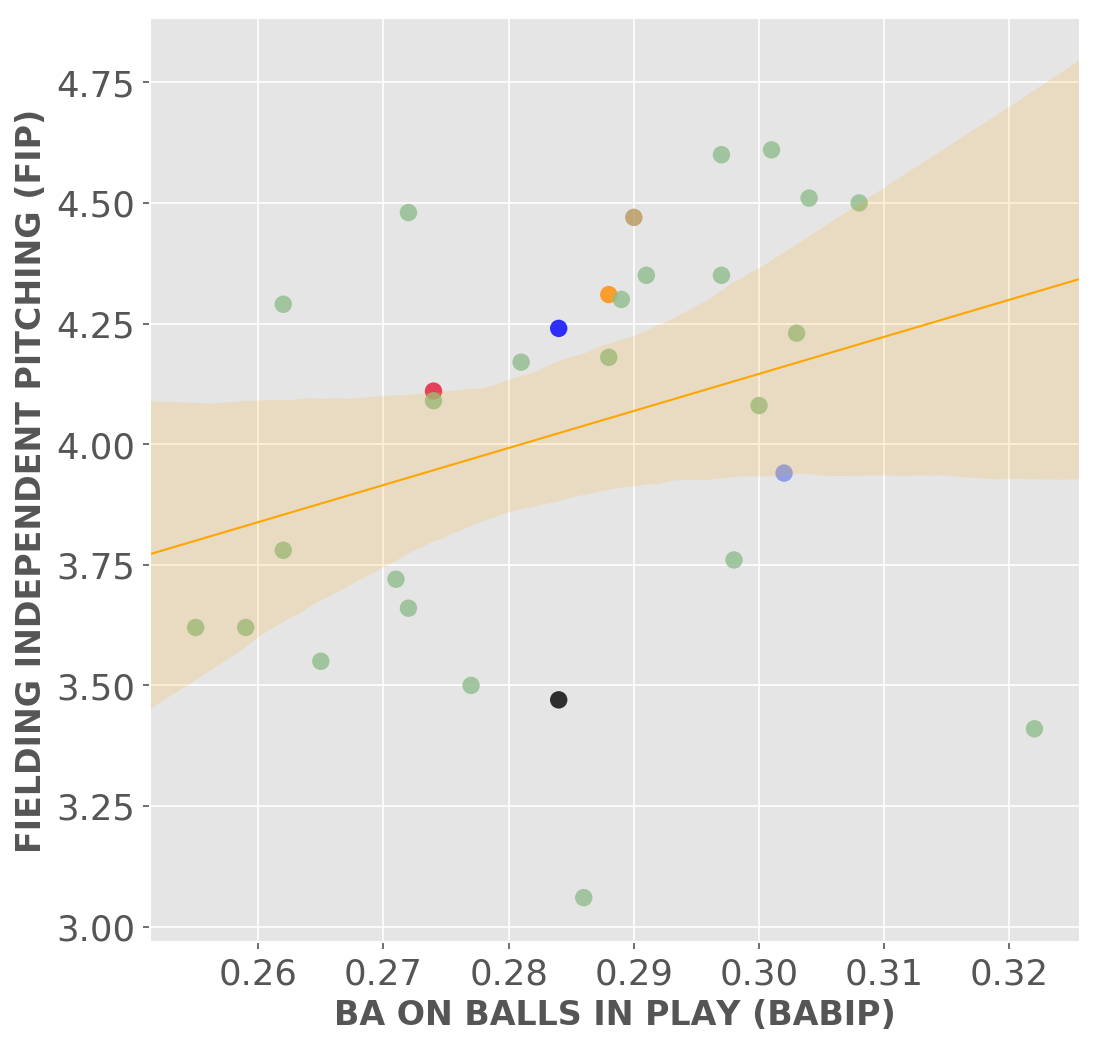 FIELDING INDEPENDENT PITCHING (FIP)
4.75
4.50
4.25
4.00
3.75
3.50
3.25
3.00
0.26 0.27 0.28 0.29 0.30 0.31 0.32
BA ON BALLS IN PLAY (BABIP)